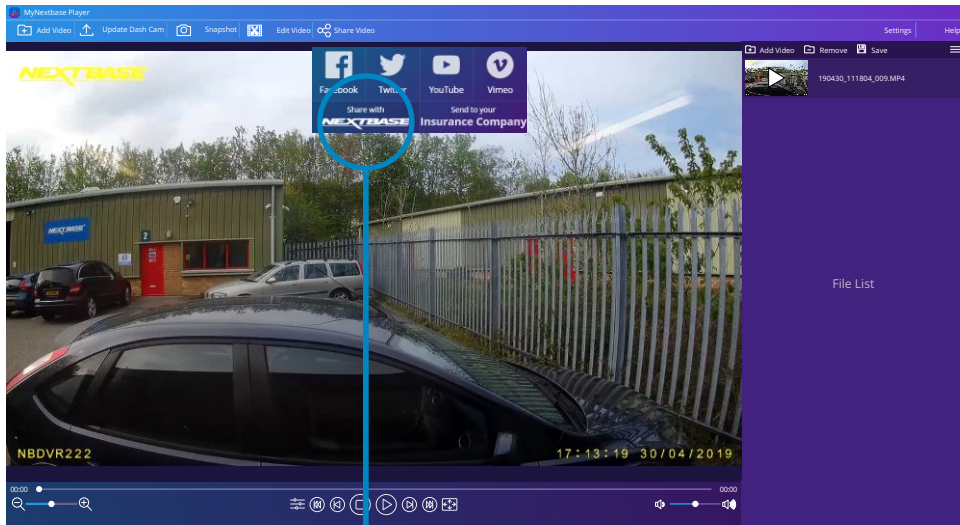 MyNextbase Player
Add Video Update Dash Cam Snapshot Edit Video Share Video Settings Help
Add Video Remove Save
190430_111804_009.MP4
NEXTBASE
Facebook Twitter YouTube Vimeo
Share with
NEXTBASE
Send to your
Insurance Company
NEXTBASE
2
File List
NBDVR222
17:13:19 30/04/2019
00:00
00:00